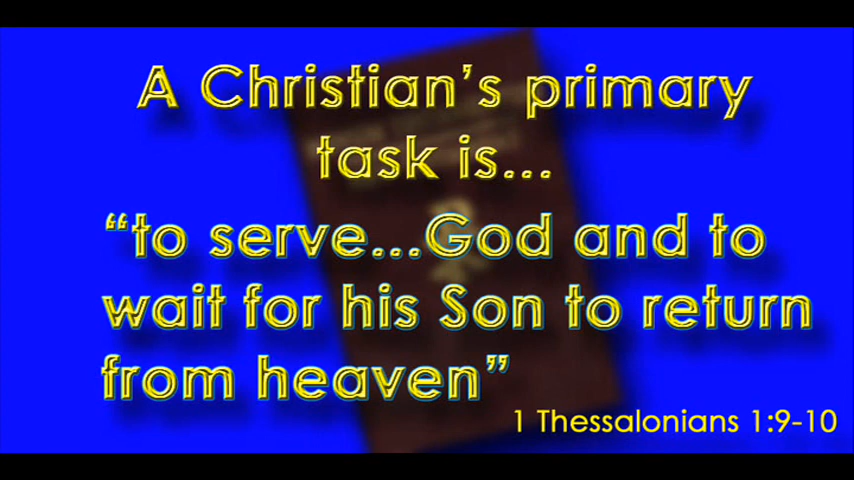 A Christian’s primary
task is...
“to serve...God and to
wait for his Son to return
from heaven”
1 Thessalonians 1:9-10